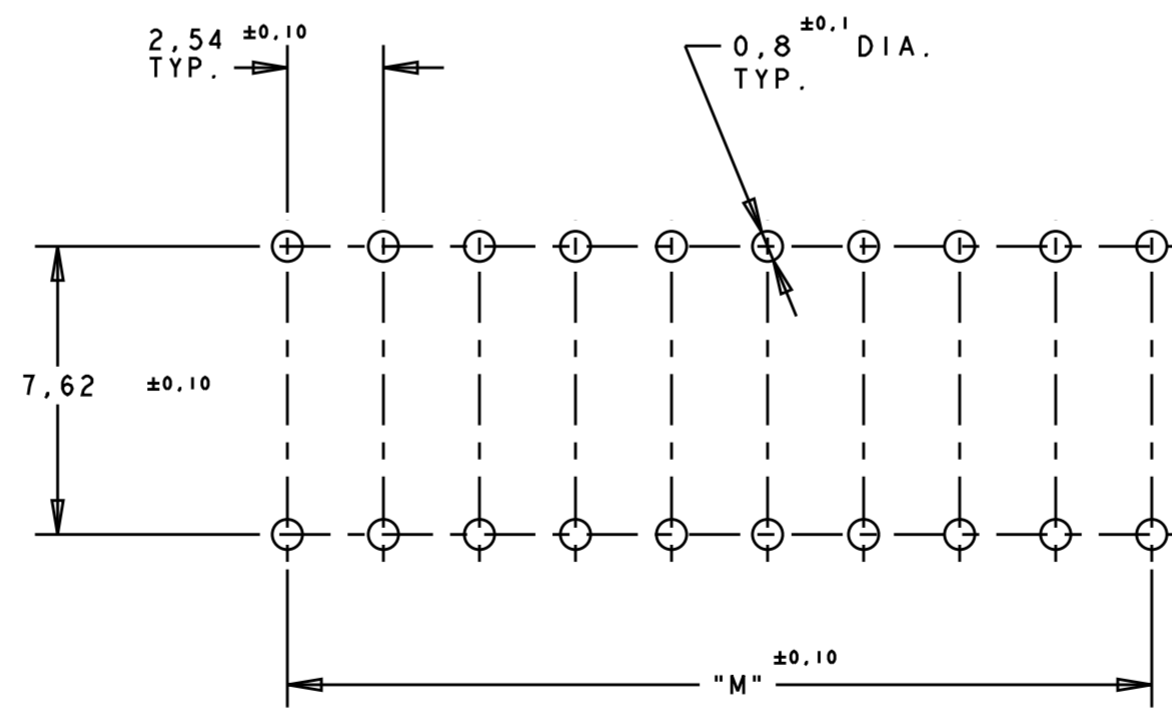 2,54 ±0,10
TYP.
0,8 ±0,1 DIA.
TYP.
7,62 ±0,10
"M" ±0,10